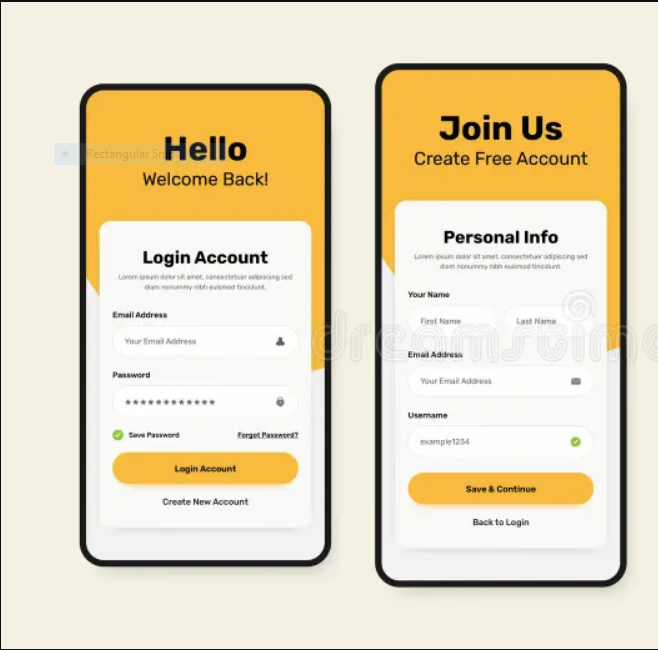 Rectangular Sn
Hello
Welcome Back!
Login Account
Lorem ipsum dolor sit amet, consectetuer adipiscing sed
diam nonummy nibh euismod tincidunt.
Email Address
Your Email Address
Password
************
Save Password
Forgot Password?
Login Account
Create New Account
Join Us
Create Free Account
Personal Info
Lorem ipsum dolor sit amet, consectetuer adipiscing sed
diam nonummy nibh euismod tincidunt.
Your Name
First Name
Last Name
Email Address
Your Email Address
Username
example1234
Save & Continue
Back to Login
dreamstime